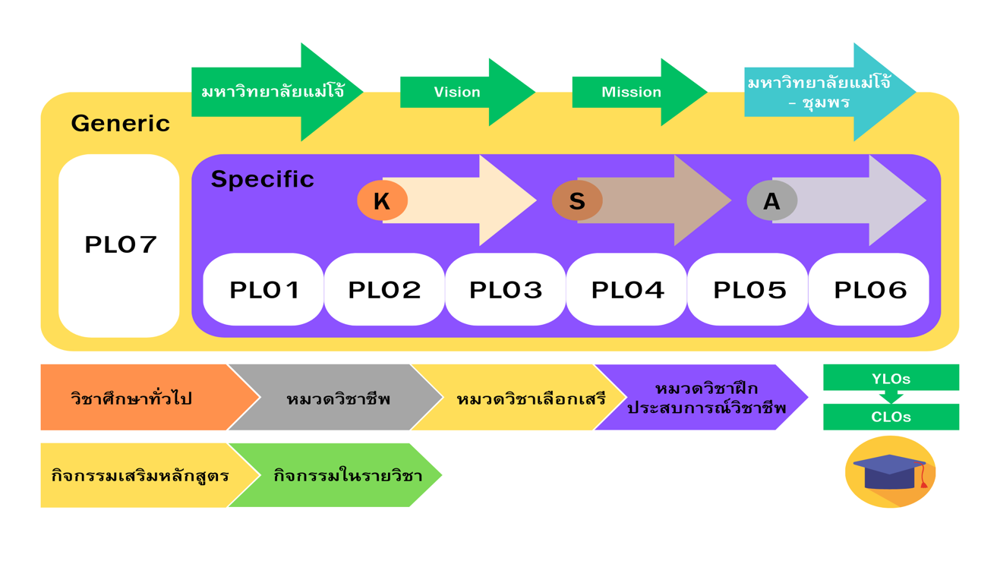 มหาวิทยาลัยแม่โจ้
Vision
Mission
มหาวิทยาลัยแม่โจ้
- ชุมพร
Generic
Specific
K
S
A
PLO7
PLO1
PLO2
PLO3
PLO4
PLO5
PLO6
วิชาศึกษาทั่วไป
หมวดวิชาชีพ
หมวดวิชาเลือกเสรี
หมวดวิชาฝึก
ประสบการณ์วิชาชีพ
YLOs
CLOs
กิจกรรมเสริมหลักสูตร
กิจกรรมในรายวิชา